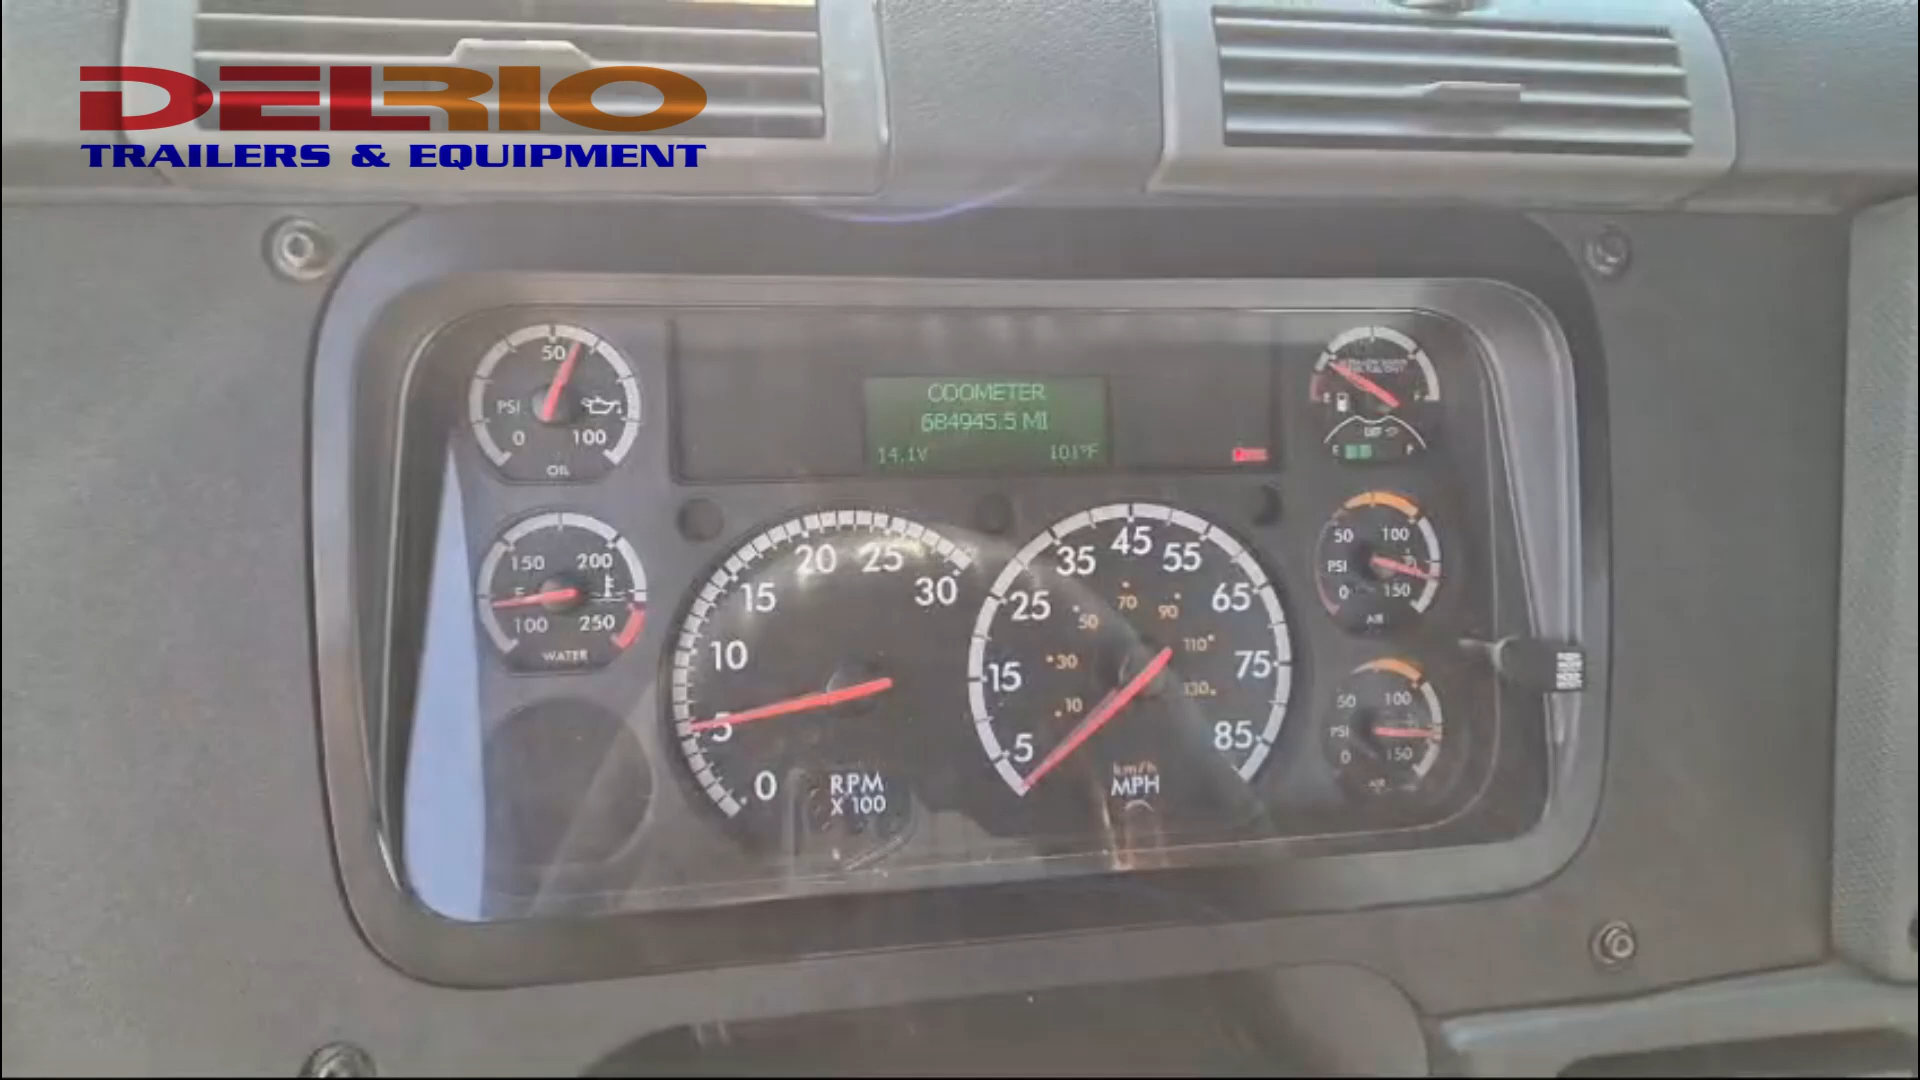 DELRIO
TRAILERS & EQUIPMENT
50
PSI
0
100
OIL
ODOMETER
684945.5 MI
14.1V
101°F
E
F
E
F
150
200
F
100
250
WATER
0
5
10
15
20
25
30
RPM
X 100
5
15
25
35
45
55
65
75
85
10
30
50
70
90
110
130
km/h
MPH
50
100
PSI
0
150
AIR
50
100
PSI
0
150
AIR